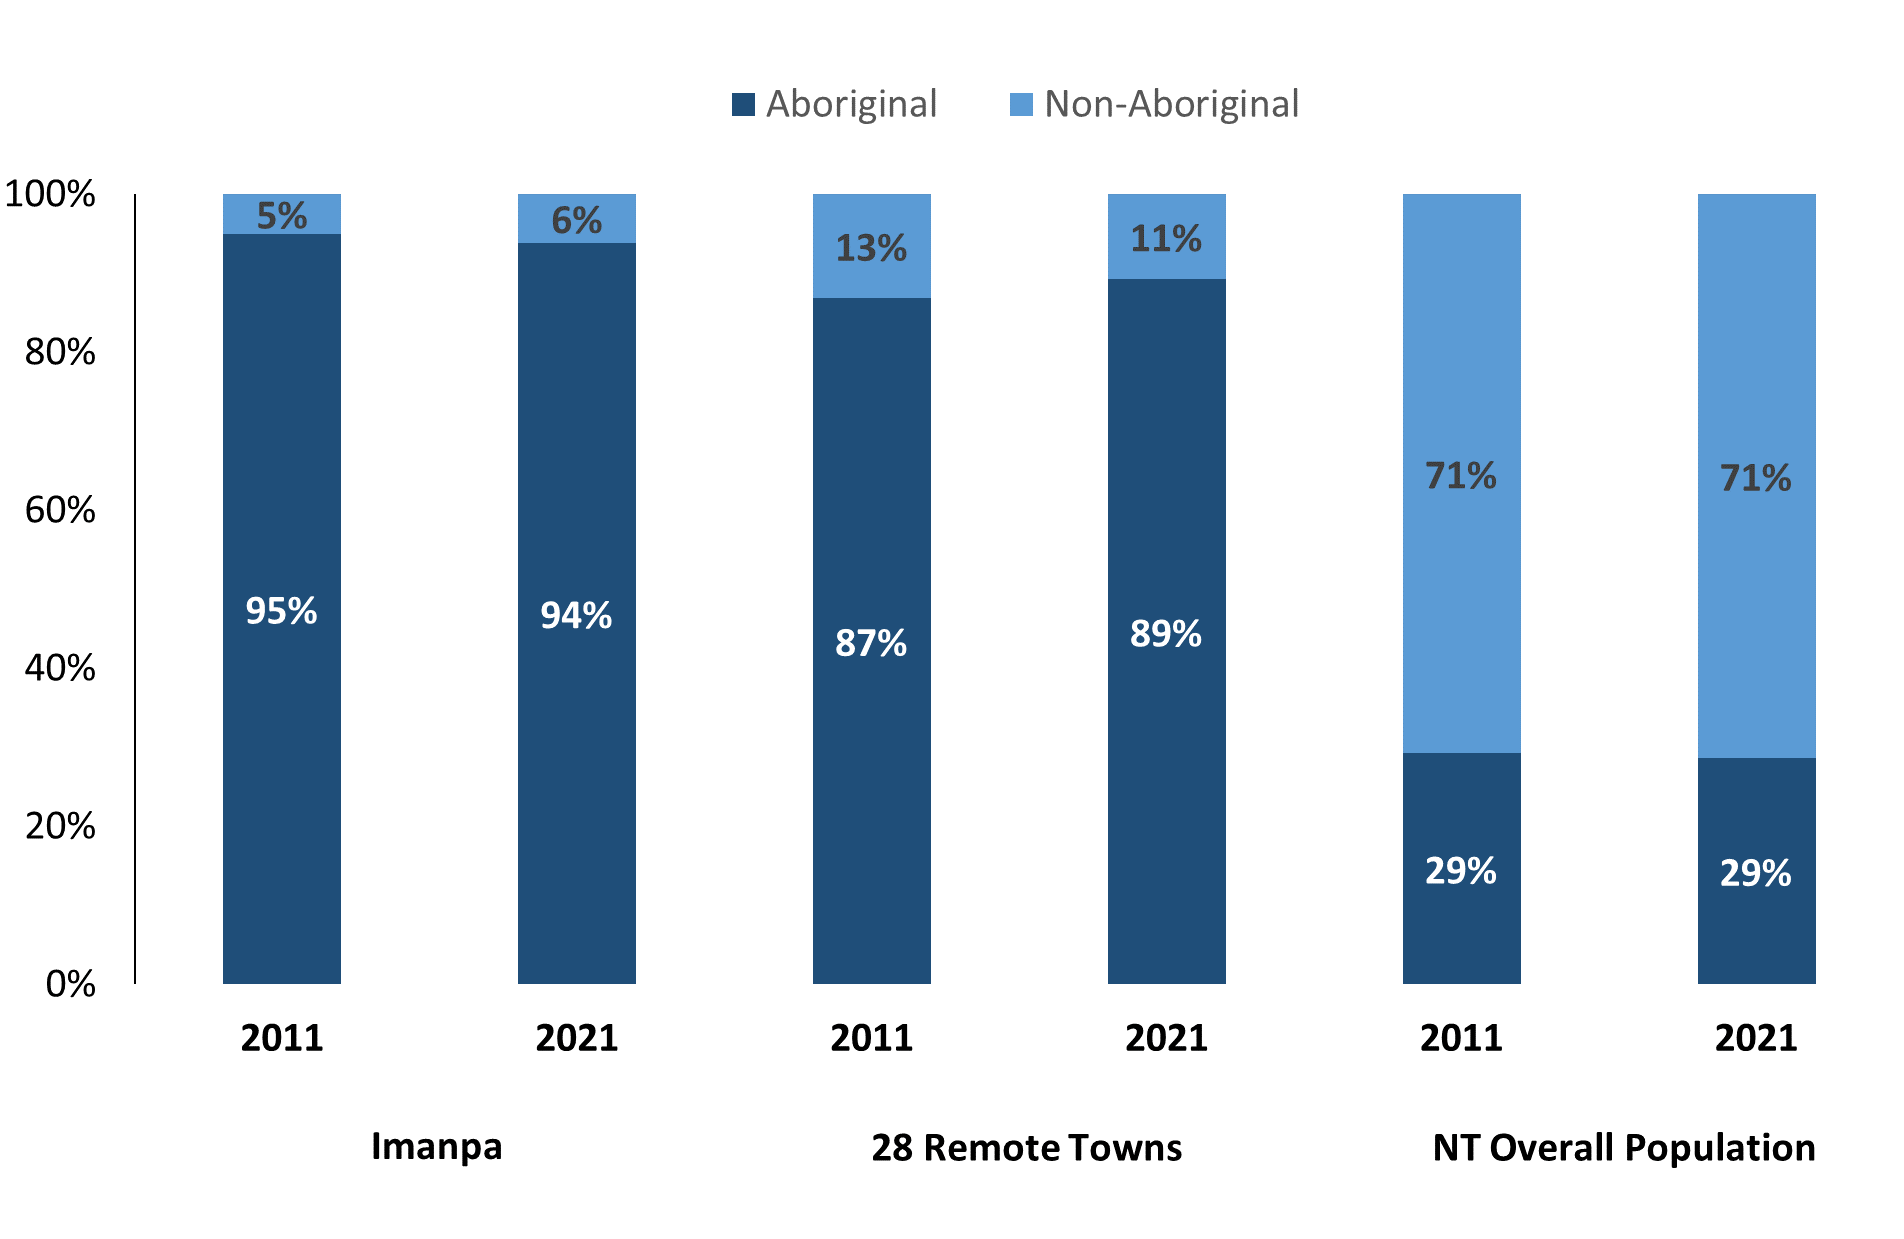 Aboriginal Non-Aboriginal
100%
80%
60%
40%
20%
0%
5% 6% 13% 11% 71% 71%
95% 94% 87% 89% 29% 29%
2011 2021 2011 2021 2011 2021
Imanpa 28 Remote Towns NT Overall Population